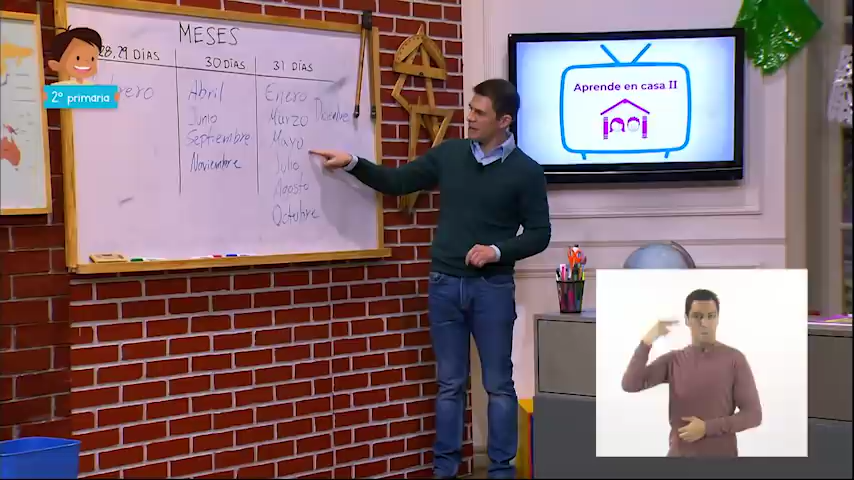 MESES
28,29 DÍAS
30 DÍAS
31 DÍAS
Abril
Junio
Septiembre
Noviembre
Enero
Marzo
Mayo
Julio
Agosto
Octubre
Diciembre
2º primaria
Aprende en casa II